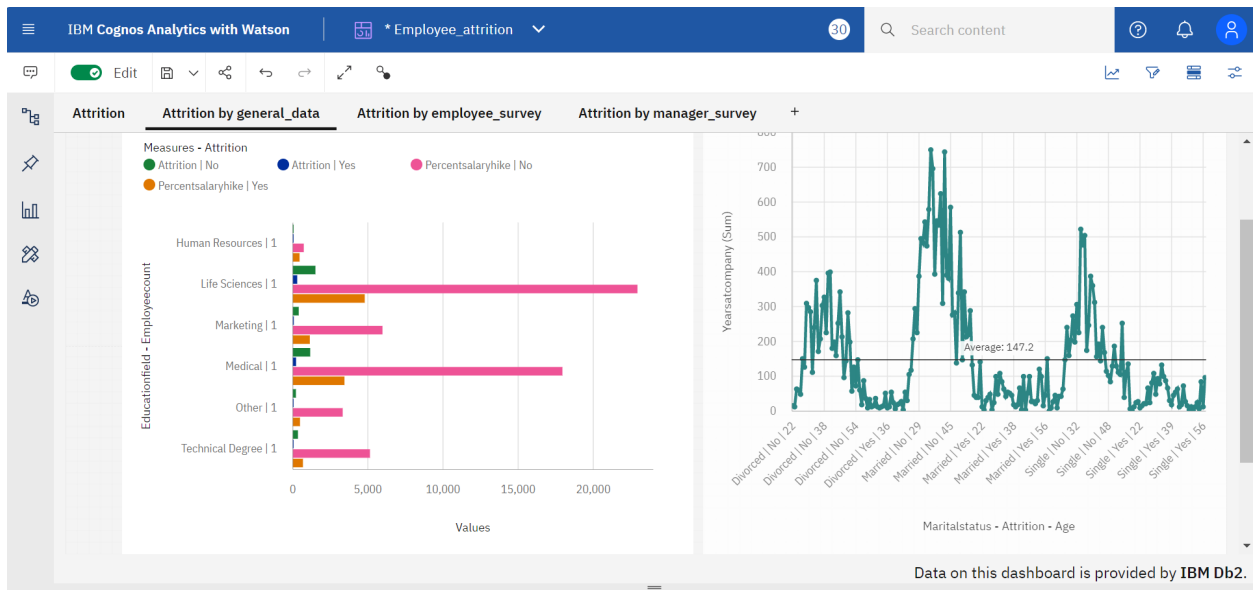 IBM Cognos Analytics with Watson
* Employee_attrition
30
Search content
Edit
Attrition
Attrition by general_data
Attrition by employee_survey
Attrition by manager_survey
+
Measures - Attrition
Attrition | No
Attrition | Yes
Percentsalaryhike | No
Percentsalaryhike | Yes
Educationfield - Employeecount
Human Resources | 1
Life Sciences | 1
Marketing | 1
Medical | 1
Other | 1
Technical Degree | 1
0
5,000
10,000
15,000
20,000
Values
Yearsatcompany (Sum)
800
700
600
500
400
300
200
100
0
Average: 147.2
Divorced | No | 22
Divorced | No | 38
Divorced | No | 54
Divorced | Yes | 36
Married | No | 29
Married | No | 45
Married | Yes | 22
Married | Yes | 38
Married | Yes | 56
Single | No | 32
Single | No | 48
Single | Yes | 22
Single | Yes | 39
Single | Yes | 56
Maritalstatus - Attrition - Age
Data on this dashboard is provided by IBM Db2.